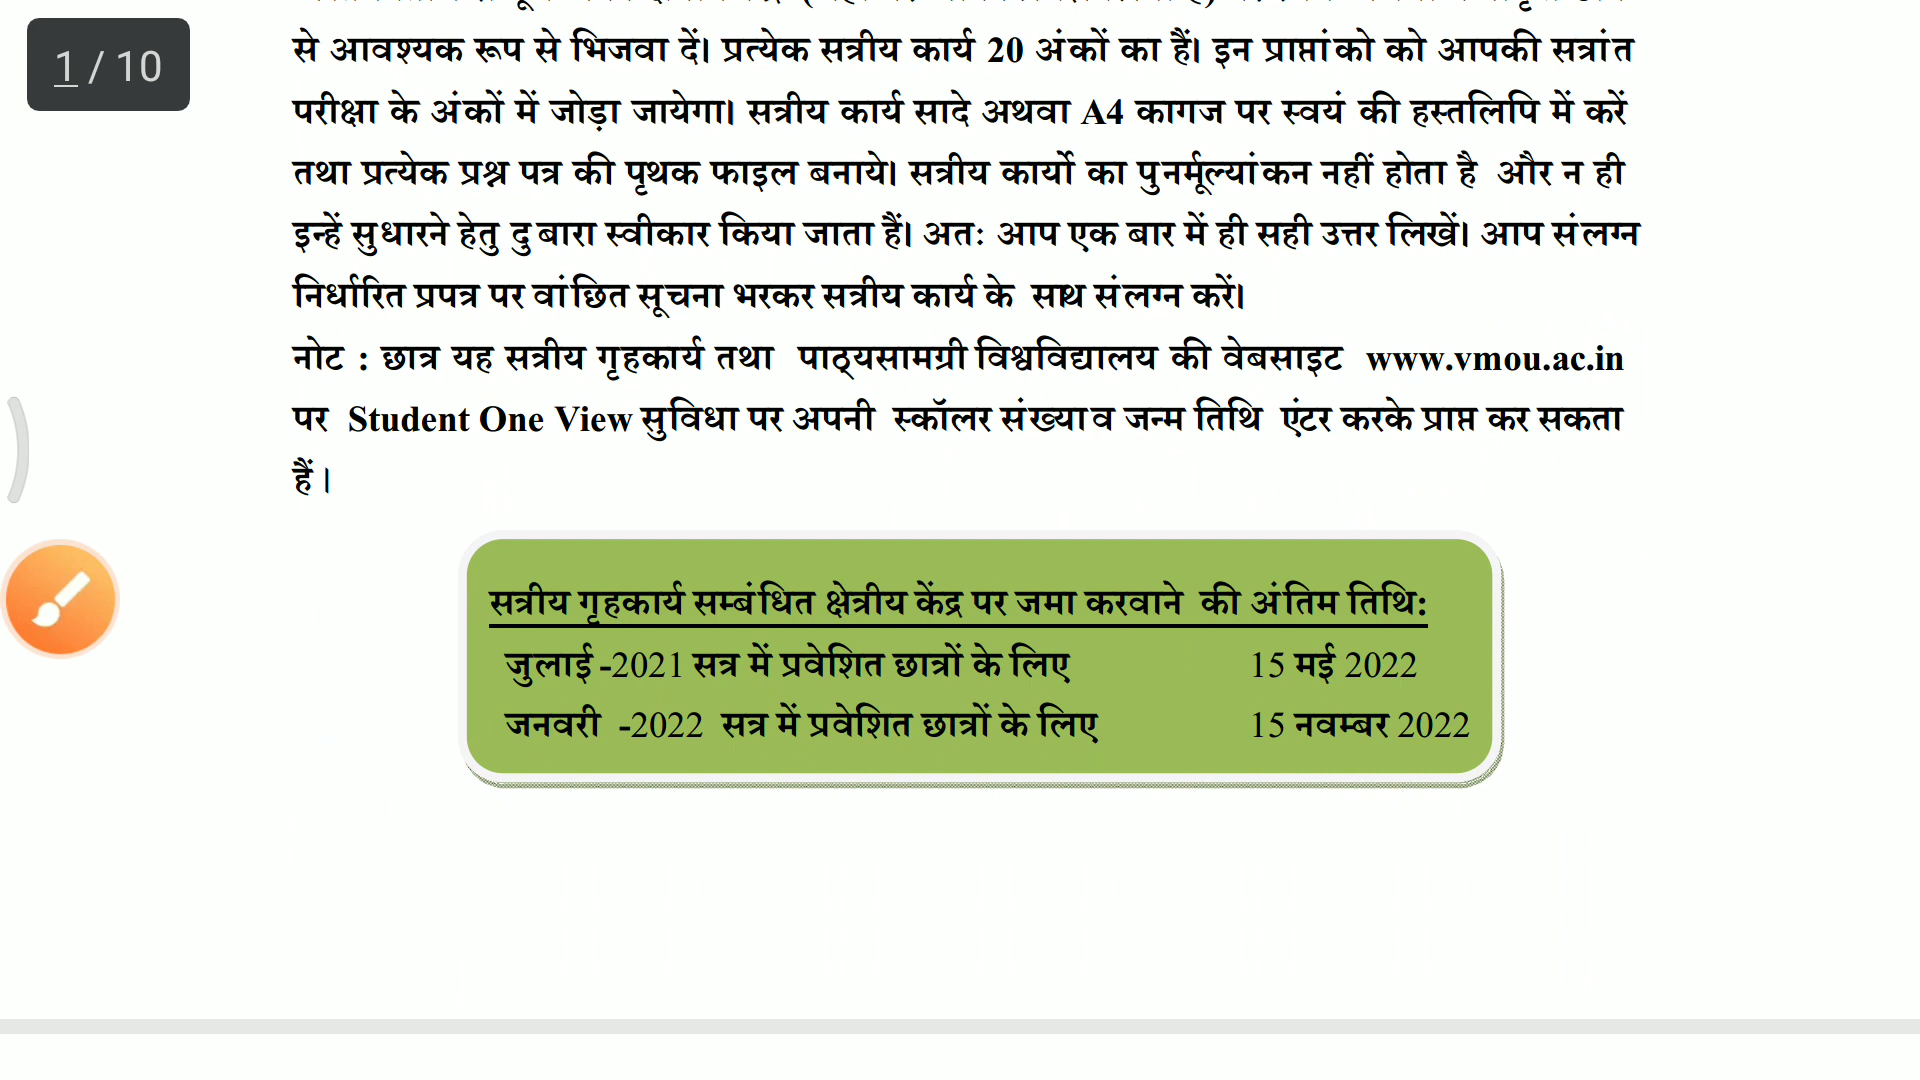 1 / 10
से आवश्यक रूप से भिजवा दें। प्रत्येक सत्रीय कार्य 20 अंकों का हैं। इन प्राप्तांको को आपकी सत्रांत
परीक्षा के अंकों में जोड़ा जायेगा। सत्रीय कार्य सादे अथवा A4 कागज पर स्वयं की हस्तलिपि में करें
तथा प्रत्येक प्रश्न पत्र की पृथक फाइल बनाये। सत्रीय कार्यो का पुनर्मूल्यांकन नहीं होता है और न ही
इन्हें सुधारने हेतु दुबारा स्वीकार किया जाता हैं। अतः आप एक बार में ही सही उत्तर लिखें। आप संलग्न
निर्धारित प्रपत्र पर वांछित सूचना भरकर सत्रीय कार्य के साथ संलग्न करें।
नोट : छात्र यह सत्रीय गृहकार्य तथा पाठ्यसामग्री विश्वविद्यालय की वेबसाइट www.vmou.ac.in
पर Student One View सुविधा पर अपनी स्कॉलर संख्या व जन्म तिथि एंटर करके प्राप्त कर सकता
हैं।
सत्रीय गृहकार्य सम्बंधित क्षेत्रीय केंद्र पर जमा करवाने की अंतिम तिथि:
जुलाई -2021 सत्र में प्रवेशित छात्रों के लिए 15 मई 2022
जनवरी -2022 सत्र में प्रवेशित छात्रों के लिए 15 नवम्बर 2022